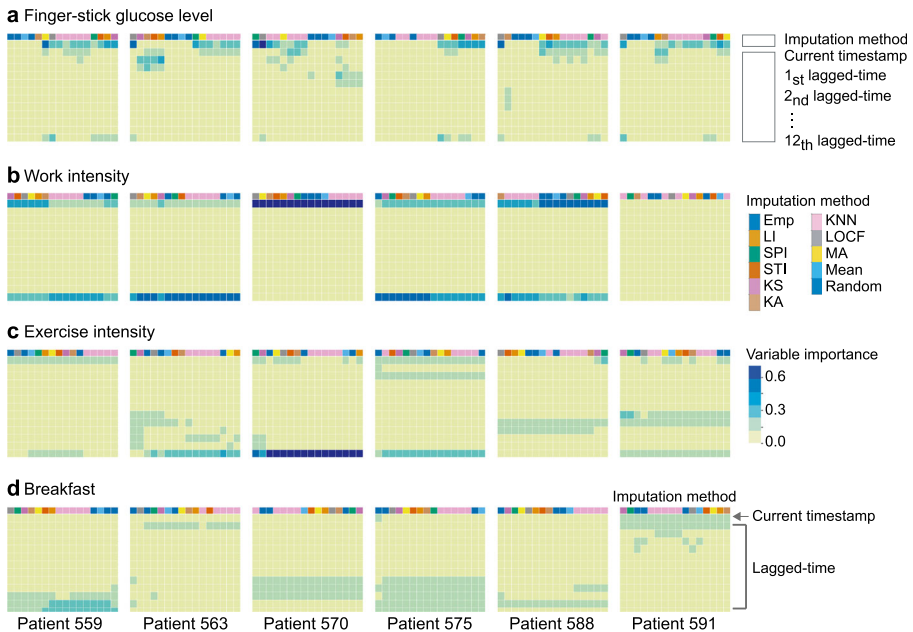 a Finger-stick glucose level
Imputation method
Current timestamp
1st lagged-time
2nd lagged-time
12th lagged-time
b Work intensity
Imputation method
Emp
LI
SPI
STI
KS
KA
KNN
LOCF
MA
Mean
Random
c Exercise intensity
Variable importance
0.6
0.3
0.0
d Breakfast
Imputation method
Current timestamp
Lagged-time
Patient 559
Patient 563
Patient 570
Patient 575
Patient 588
Patient 591